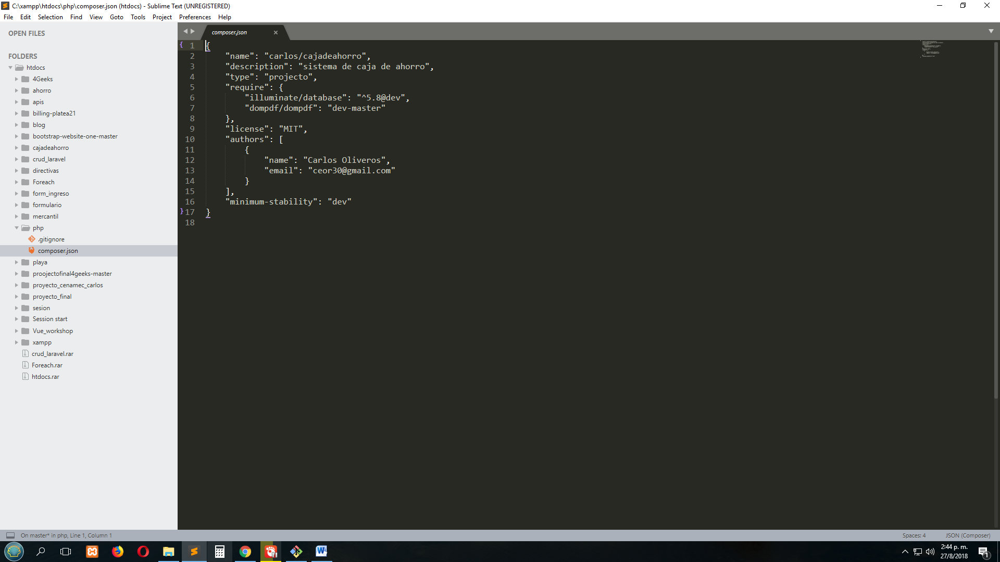 C:\xampp\htdocs\php\composer.json (htdocs) - Sublime Text (UNREGISTERED)
File Edit Selection Find View Goto Tools Project Preferences Help
OPEN FILES
FOLDERS
htdocs
4Geeks
ahorro
apis
billing-platea21
blog
bootstrap-website-one-master
cajadeahorro
crud_laravel
directivas
Foreach
form_ingreso
formulario
mercantil
php
.gitignore
composer.json
playa
proojectofinal4geeks-master
proyecto_cenamec_carlos
proyecto_final
sesion
Session start
Vue_workshop
xampp
crud_laravel.rar
Foreach.rar
htdocs.rar
composer.json
1 {
2 "name": "carlos/cajadeahorro",
3 "description": "sistema de caja de ahorro",
4 "type": "projecto",
5 "require": {
6 "illuminate/database": "^5.8@dev",
7 "dompdf/dompdf": "dev-master"
8 },
9 "license": "MIT",
10 "authors": [
11 {
12 "name": "Carlos Oliveros",
13 "email": "ceor30@gmail.com"
14 }
15 ],
16 "minimum-stability": "dev"
17 }
18
On master* in php, Line 1, Column 1
Spaces: 4 JSON (Composer)
2:44 p. m.
27/8/2018
1